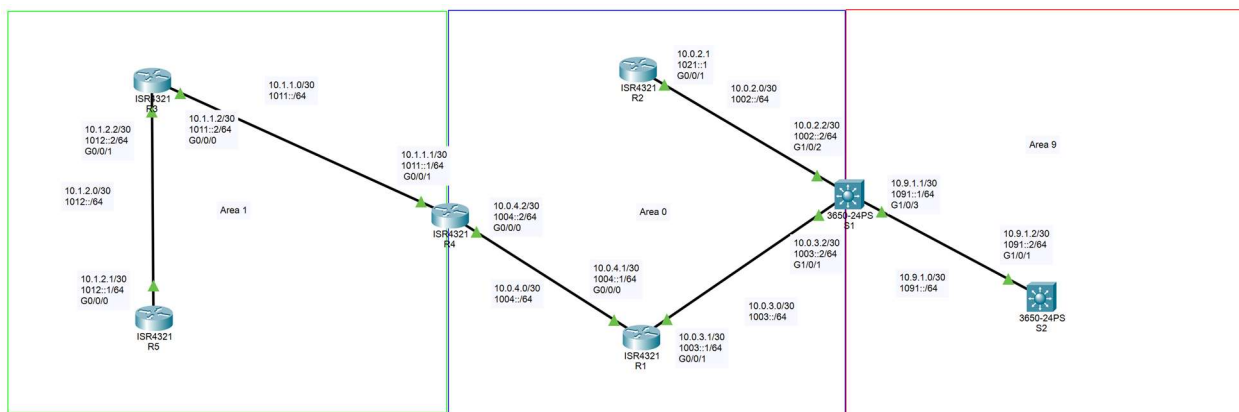 ISR4321
R3
10.1.1.0/30
1011::/64
10.1.2.2/30
1012::2/64
G0/0/1
10.1.1.2/30
1011::2/64
G0/0/0
10.1.2.0/30
1012::/64
Area 1
10.1.1.1/30
1011::1/64
G0/0/1
10.1.2.1/30
1012::1/64
G0/0/0
ISR4321
R5
ISR4321
R4
10.0.4.2/30
1004::2/64
G0/0/0
10.0.4.0/30
1004::/64
10.0.4.1/30
1004::1/64
G0/0/0
Area 0
10.0.2.1
1021::1
G0/0/1
ISR4321
R2
10.0.2.0/30
1002::/64
10.0.2.2/30
1002::2/64
G1/0/2
3650-24PS
S1
10.0.3.2/30
1003::2/64
G1/0/1
10.0.3.0/30
1003::/64
10.0.3.1/30
1003::1/64
G0/0/1
ISR4321
R1
Area 9
10.9.1.1/30
1091::1/64
G1/0/3
10.9.1.2/30
1091::2/64
G1/0/1
10.9.1.0/30
1091::/64
3650-24PS
S2